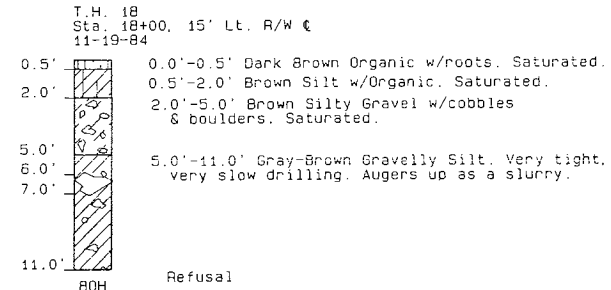 T.H. 18
Sta. 18+00, 15' Lt. R/W ℄
11-19-84
0.5' 0.0'-0.5' Dark Brown Organic w/roots. Saturated.
0.5'-2.0' Brown Silt w/Organic. Saturated.
2.0' 2.0'-5.0' Brown Silty Gravel w/cobbles
& boulders. Saturated.
5.0' 5.0'-11.0' Gray-Brown Gravelly Silt. Very tight,
6.0' very slow drilling. Augers up as a slurry.
7.0'
11.0' Refusal
BOH